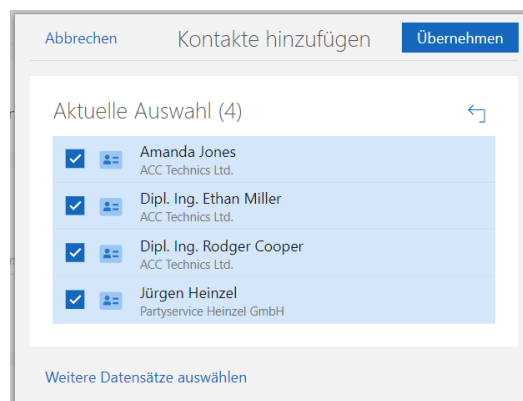 Abbrechen Kontakte hinzufügen Übernehmen
Aktuelle Auswahl (4)
Amanda Jones
ACC Technics Ltd.
Dipl. Ing. Ethan Miller
ACC Technics Ltd.
Dipl. Ing. Rodger Cooper
ACC Technics Ltd.
Jürgen Heinzel
Partyservice Heinzel GmbH
Weitere Datensätze auswählen